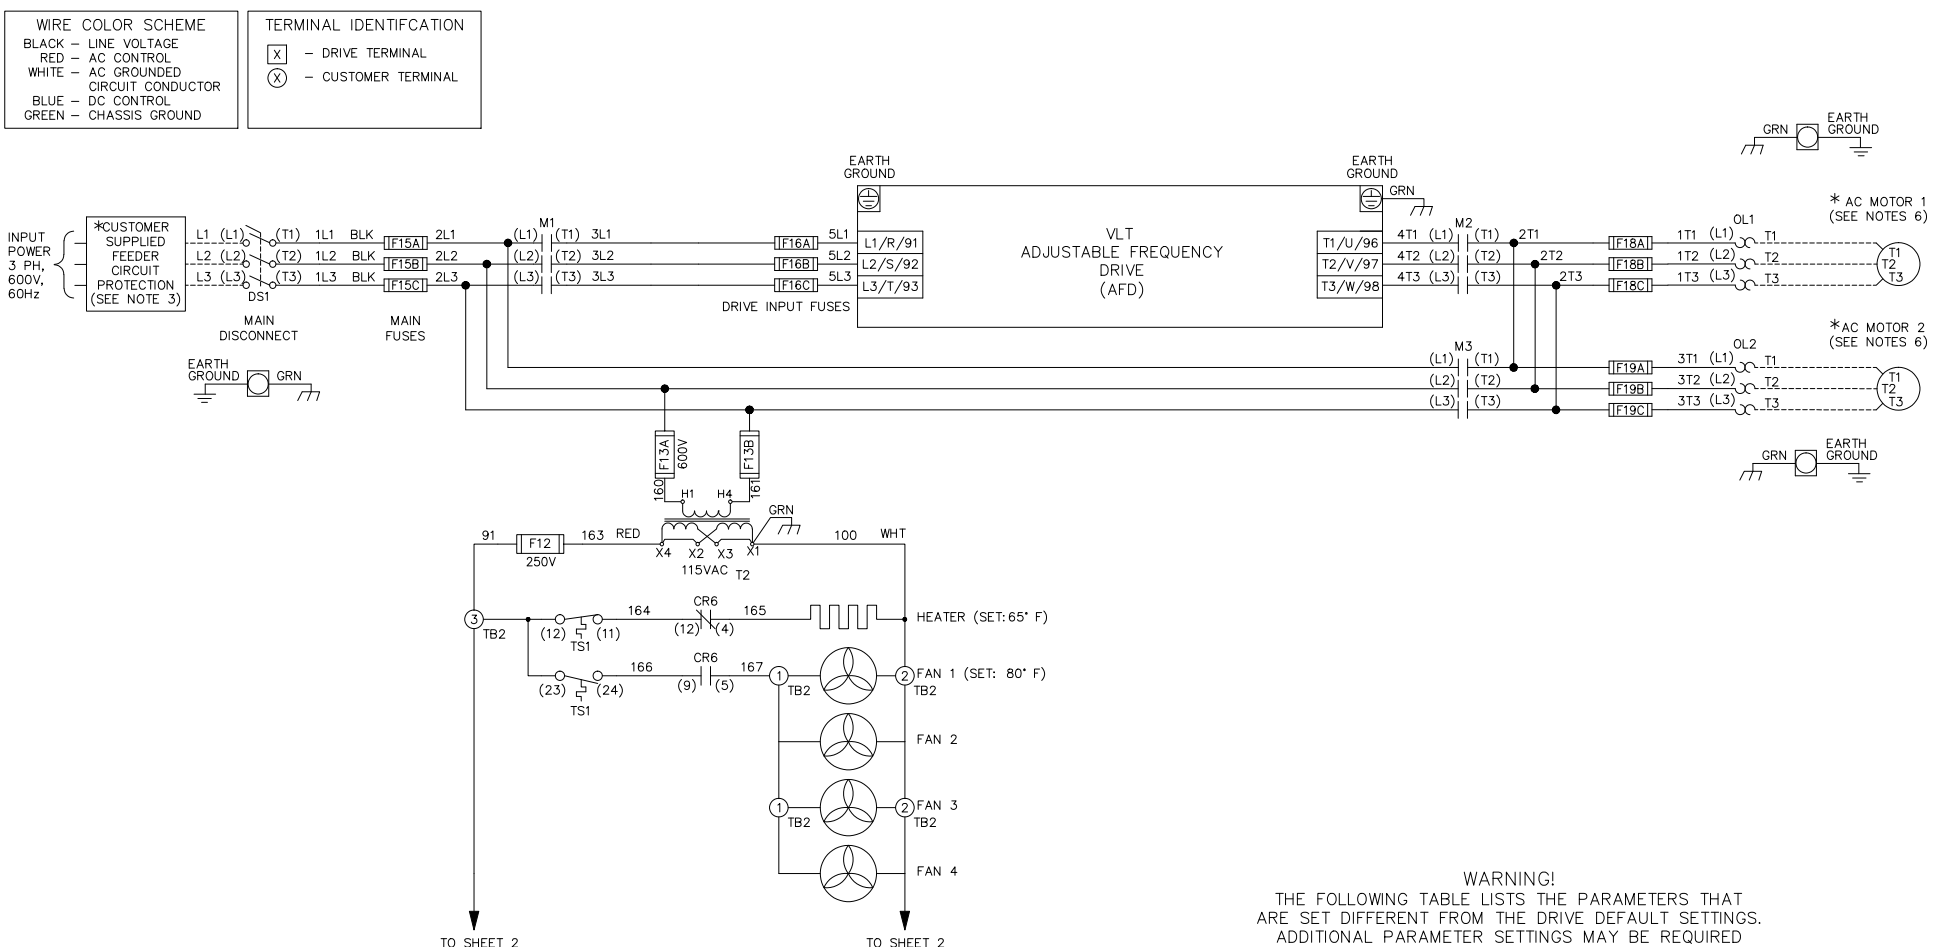 WIRE COLOR SCHEME
BLACK – LINE VOLTAGE
RED – AC CONTROL
WHITE – AC GROUNDED
CIRCUIT CONDUCTOR
BLUE – DC CONTROL
GREEN – CHASSIS GROUND
TERMINAL IDENTIFCATION
X – DRIVE TERMINAL
X – CUSTOMER TERMINAL
GRN
EARTH
GROUND
INPUT
POWER
3 PH,
600V,
60Hz
*CUSTOMER
SUPPLIED
FEEDER
CIRCUIT
PROTECTION
(SEE NOTE 3)
L1 (L1) (T1) 1L1 BLK F15A 2L1
L2 (L2) (T2) 1L2 BLK F15B 2L2
L3 (L3) (T3) 1L3 BLK F15C 2L3
DS1
MAIN
DISCONNECT
MAIN
FUSES
EARTH
GROUND
GRN
M1
(L1) (T1) 3L1 F16A 5L1
(L2) (T2) 3L2 F16B 5L2
(L3) (T3) 3L3 F16C 5L3
DRIVE INPUT FUSES
EARTH
GROUND
L1/R/91
L2/S/92
L3/T/93
VLT
ADJUSTABLE FREQUENCY
DRIVE
(AFD)
EARTH
GROUND
GRN
T1/U/96
T2/V/97
T3/W/98
M2
4T1 (L1) (T1) 2T1 F18A 1T1 (L1) T1
4T2 (L2) (T2) 2T2 F18B 1T2 (L2) T2
4T3 (L3) (T3) 2T3 F18C 1T3 (L3) T3
OL1
* AC MOTOR 1
(SEE NOTES 6)
T1
T2
T3
M3
(L1) (T1) F19A 3T1 (L1) T1
(L2) (T2) F19B 3T2 (L2) T2
(L3) (T3) F19C 3T3 (L3) T3
OL2
*AC MOTOR 2
(SEE NOTES 6)
T1
T2
T3
GRN
EARTH
GROUND
F13A
600V
F13B
160
161
H1 H4
GRN
91 F12 163 RED
250V
X4 X2 X3 X1
100 WHT
115VAC T2
3
TB2
(12) (11)
TS1
164
CR6
(12) (4)
165
HEATER (SET:65° F)
(23) (24)
TS1
166
CR6
(9) (5)
167
1
TB2
2
TB2
FAN 1 (SET: 80° F)
FAN 2
1
TB2
2
TB2
FAN 3
FAN 4
TO SHEET 2
TO SHEET 2
WARNING!
THE FOLLOWING TABLE LISTS THE PARAMETERS THAT
ARE SET DIFFERENT FROM THE DRIVE DEFAULT SETTINGS.
ADDITIONAL PARAMETER SETTINGS MAY BE REQUIRED